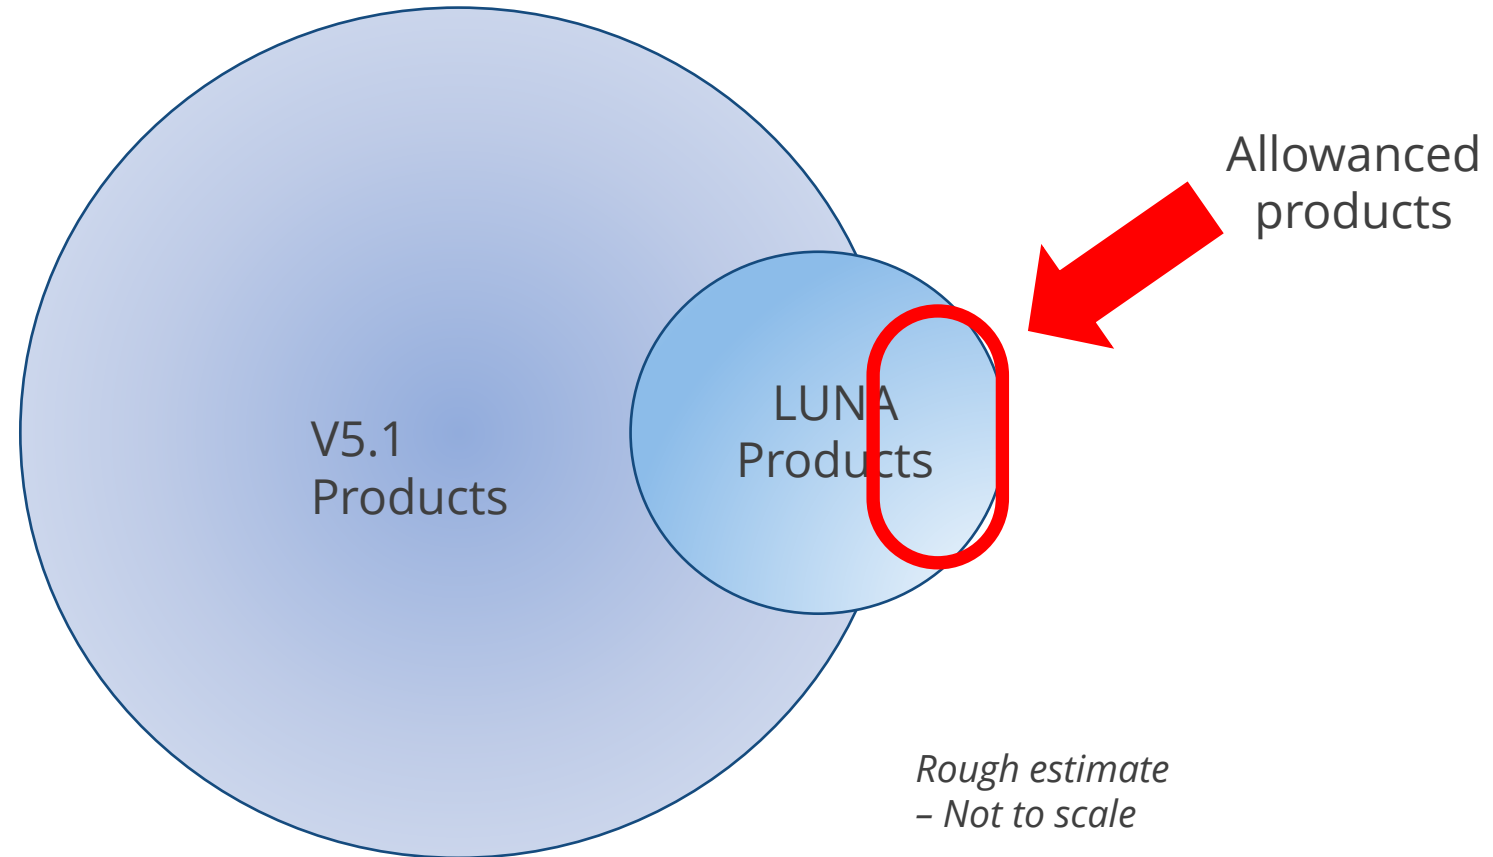 Allowanced
products
LUNA
Products
V5.1
Products
Rough estimate
– Not to scale